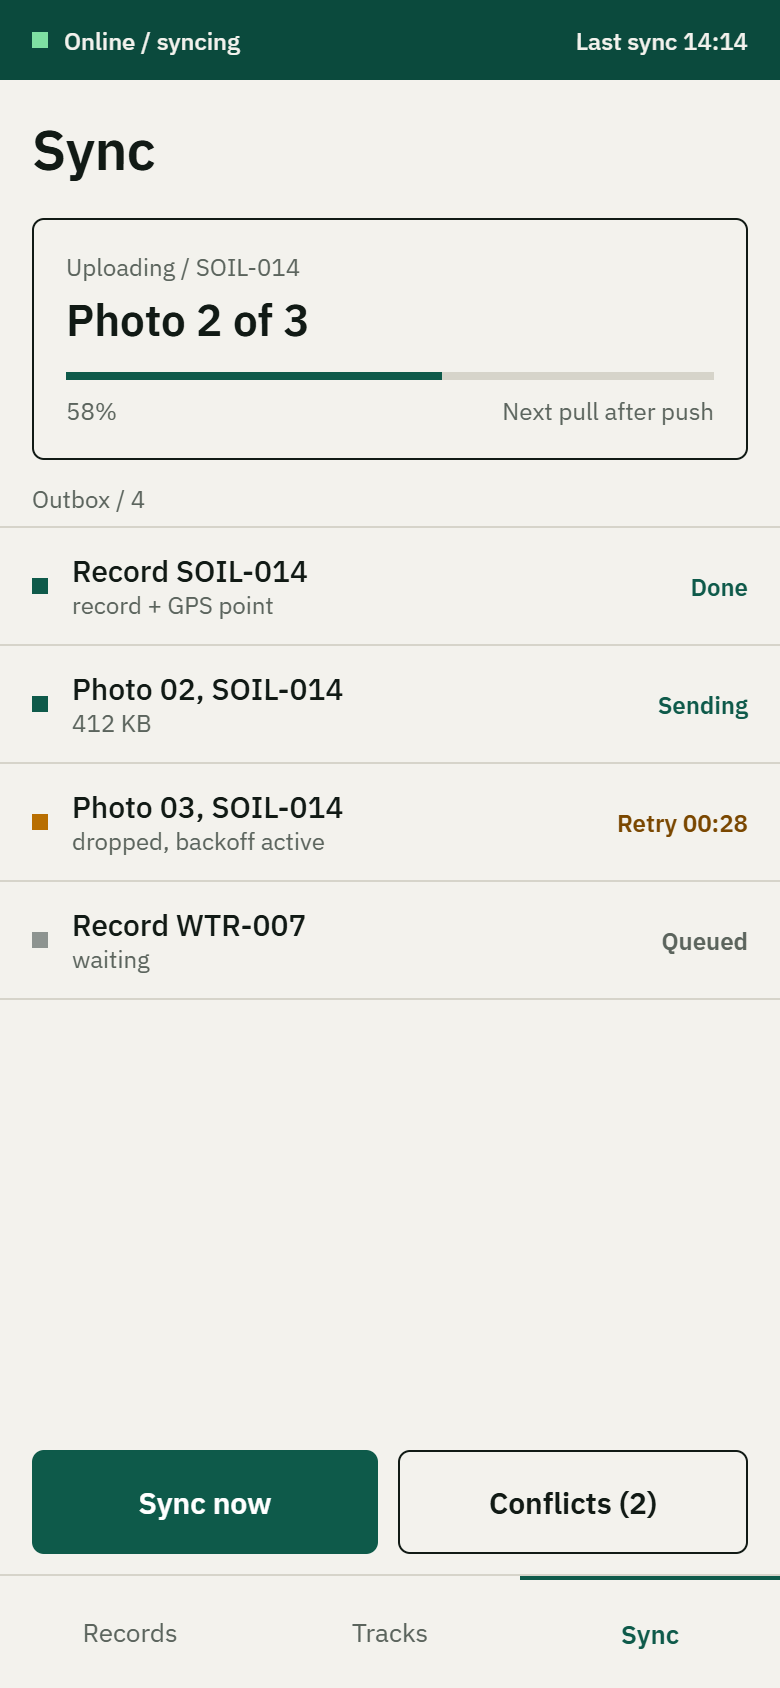 Online / syncing
Last sync 14:14
Sync
Uploading / SOIL-014
Photo 2 of 3
58%
Next pull after push
Outbox / 4
Record SOIL-014
record + GPS point
Done
Photo 02, SOIL-014
412 KB
Sending
Photo 03, SOIL-014
dropped, backoff active
Retry 00:28
Record WTR-007
waiting
Queued
Sync now
Conflicts (2)
Records
Tracks
Sync